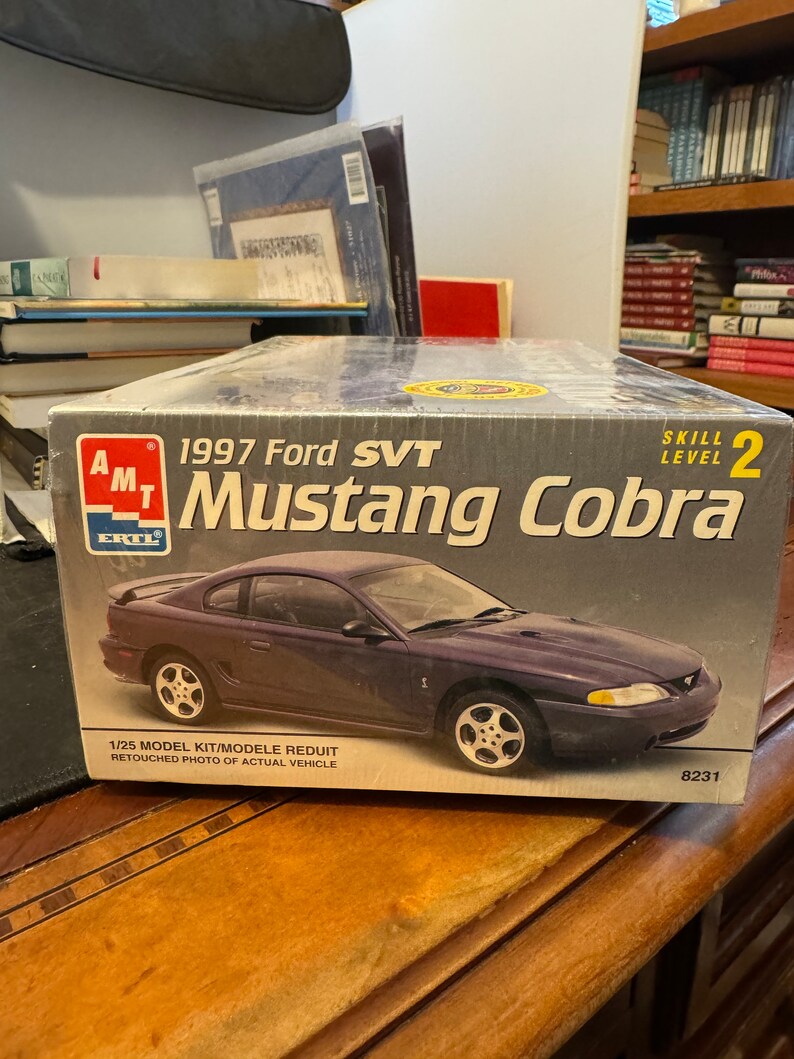 AMT
®
ERTL®
1997 Ford SVT
Mustang Cobra
SKILL
LEVEL 2
1/25 MODEL KIT/MODELE REDUIT
RETOUCHED PHOTO OF ACTUAL VEHICLE
8231
Phlox